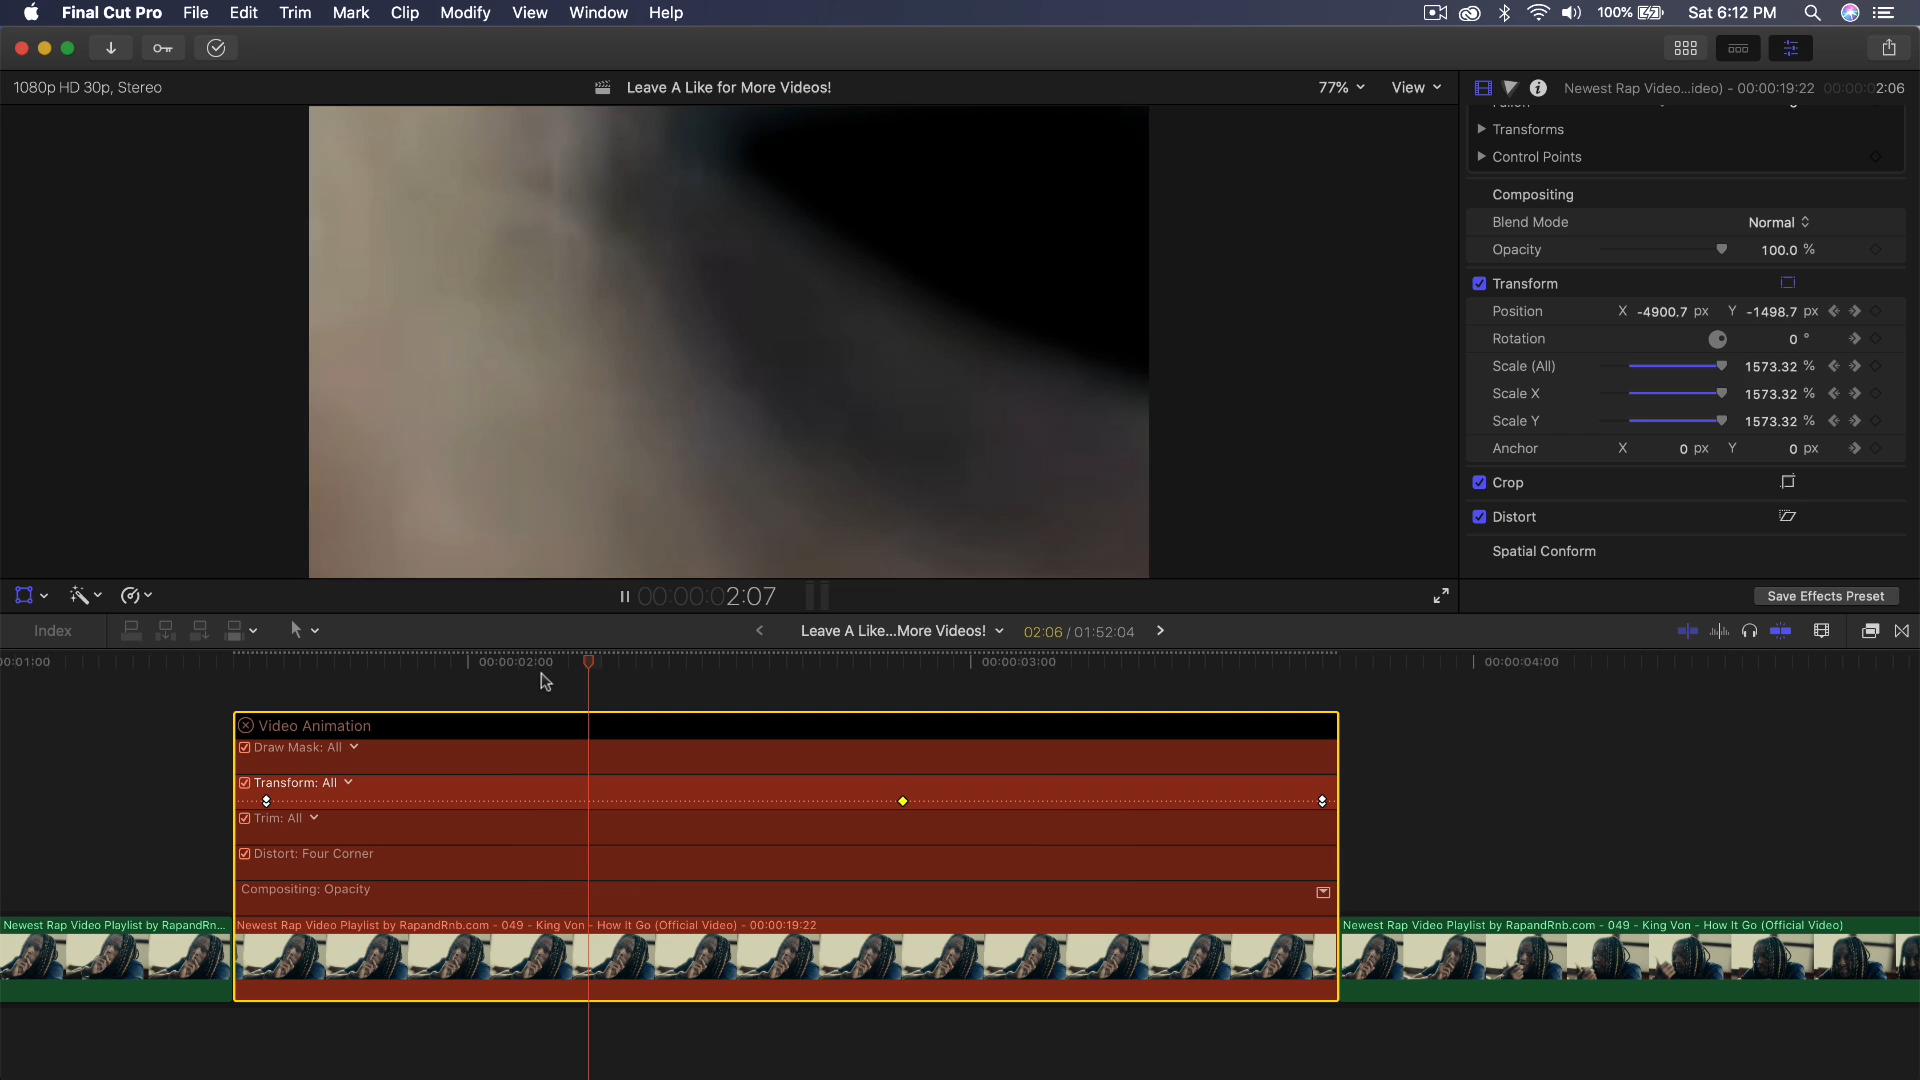 Final Cut Pro File Edit Trim Mark Clip Modify View Window Help 100% Sat 6:12 PM
1080p HD 30p, Stereo
Leave A Like for More Videos!
77% View
Newest Rap Video...ideo) - 00:00:19:22 00:00:02:06
Transforms
Control Points
Compositing
Blend Mode Normal
Opacity 100.0 %
Transform
Position X -4900.7 px Y -1498.7 px
Rotation 0 °
Scale (All) 1573.32 %
Scale X 1573.32 %
Scale Y 1573.32 %
Anchor X 0 px Y 0 px
Crop
Distort
Spatial Conform
00:00:02:07
Save Effects Preset
Index
Leave A Like...More Videos! 02:06 / 01:52:04
00:01:00 00:00:02:00 00:00:03:00 00:00:04:00
Video Animation
Draw Mask: All
Transform: All
Trim: All
Distort: Four Corner
Compositing: Opacity
Newest Rap Video Playlist by RapandRn... Newest Rap Video Playlist by RapandRnb.com - 049 - King Von - How It Go (Official Video) - 00:00:19:22 Newest Rap Video Playlist by RapandRnb.com - 049 - King Von - How It Go (Official Video)